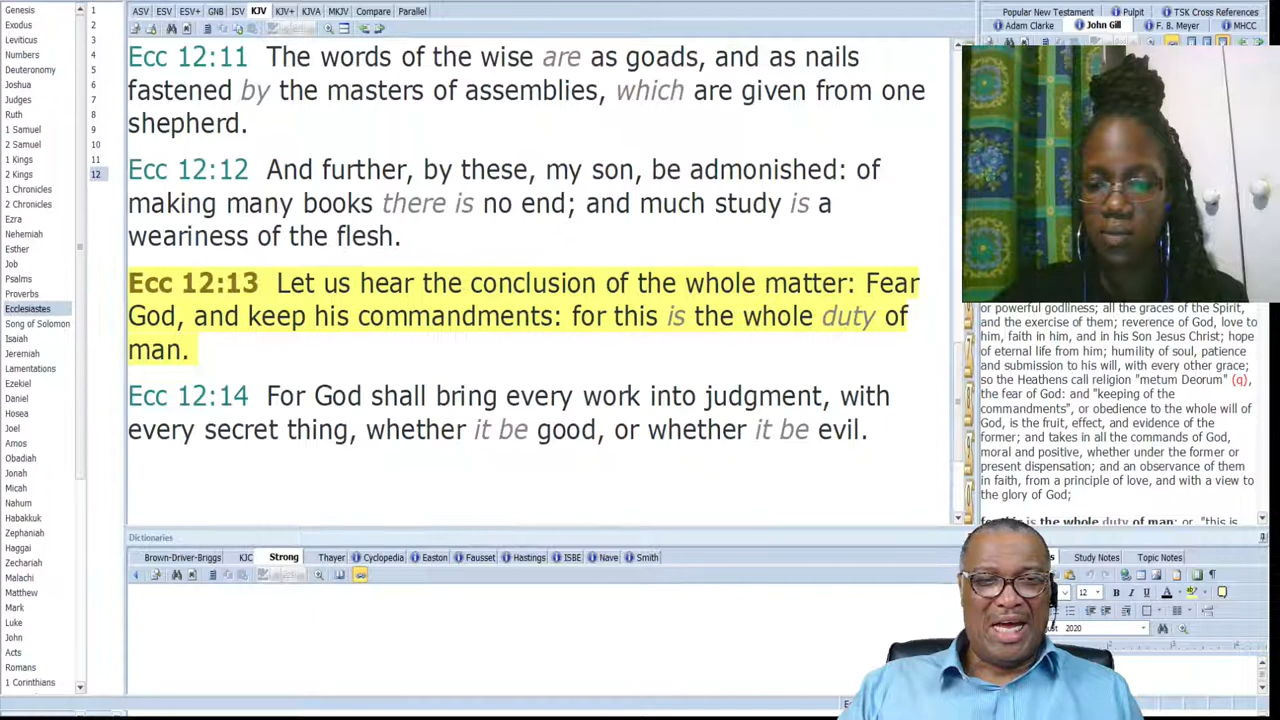 Genesis
Exodus
Leviticus
Numbers
Deuteronomy
Joshua
Judges
Ruth
1 Samuel
2 Samuel
1 Kings
2 Kings
1 Chronicles
2 Chronicles
Ezra
Nehemiah
Esther
Job
Psalms
Proverbs
Ecclesiastes
Song of Solomon
Isaiah
Jeremiah
Lamentations
Ezekiel
Daniel
Hosea
Joel
Amos
Obadiah
Jonah
Micah
Nahum
Habakkuk
Zephaniah
Haggai
Zechariah
Malachi
Matthew
Mark
Luke
John
Acts
Romans
1 Corinthians
1
2
3
4
5
6
7
8
9
10
11
12
ASV ESV ESV+ GNB ISV KJV KJV+ KJVA MKJV Compare Parallel
Ecc 12:11 The words of the wise are as goads, and as nails
fastened by the masters of assemblies, which are given from one
shepherd.
Ecc 12:12 And further, by these, my son, be admonished: of
making many books there is no end; and much study is a
weariness of the flesh.
Ecc 12:13 Let us hear the conclusion of the whole matter: Fear
God, and keep his commandments: for this is the whole duty of
man.
Ecc 12:14 For God shall bring every work into judgment, with
every secret thing, whether it be good, or whether it be evil.
Dictionaries
Brown-Driver-Briggs KJC Strong Thayer Cyclopedia Easton Fausset Hastings ISBE Nave Smith
Popular New Testament Pulpit TSK Cross References
Adam Clarke John Gill F. B. Meyer MHCC
or powerful godliness; all the graces of the Spirit,
and the exercise of them; reverence of God, love to
him, faith in him, and in his Son Jesus Christ; hope
of eternal life from him; humility of soul, patience
and submission to his will, with every other grace;
so the Heathens call religion "metum Deorum" (q),
the fear of God: and "keeping of the
commandments", or obedience to the whole will of
God, is the fruit, effect, and evidence of the
former; and takes in all the commands of God,
moral and positive, whether under the former or
present dispensation; and an observance of them
in faith, from a principle of love, and with a view to
the glory of God;
is the whole duty of man; or, "this is
Study Notes Topic Notes
12 B I U A
2020